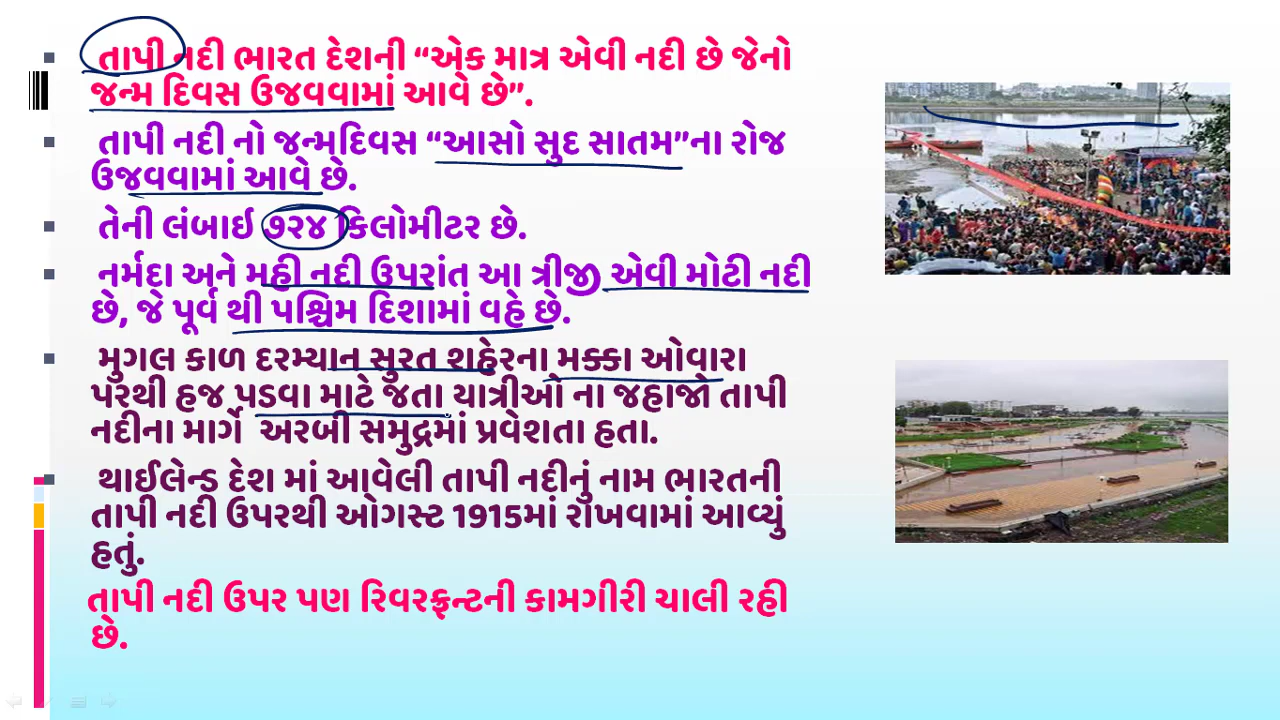 તાપી નદી ભારત દેશની “એક માત્ર એવી નદી છે જેનો
જન્મ દિવસ ઉજવવામાં આવે છે”.
તાપી નદી નો જન્મદિવસ “આસો સુદ સાતમ”ના રોજ
ઉજવવામાં આવે છે.
તેની લંબાઇ ૭૨૪ કિલોમીટર છે.
નર્મદા અને મહી નદી ઉપરાંત આ ત્રીજી એવી મોટી નદી
છે, જે પૂર્વ થી પશ્ચિમ દિશામાં વહે છે.
મુગલ કાળ દરમ્યાન સુરત શહેરના મક્કા ઓવારા
પરથી હજ પડવા માટે જતા યાત્રીઓ ના જહાજો તાપી
નદીના માર્ગે અરબી સમુદ્રમાં પ્રવેશતા હતા.
થાઈલેન્ડ દેશ માં આવેલી તાપી નદીનું નામ ભારતની
તાપી નદી ઉપરથી ઓગસ્ટ 1915માં રાખવામાં આવ્યું
હતું.
તાપી નદી ઉપર પણ રિવરફ્રન્ટની કામગીરી ચાલી રહી
છે.